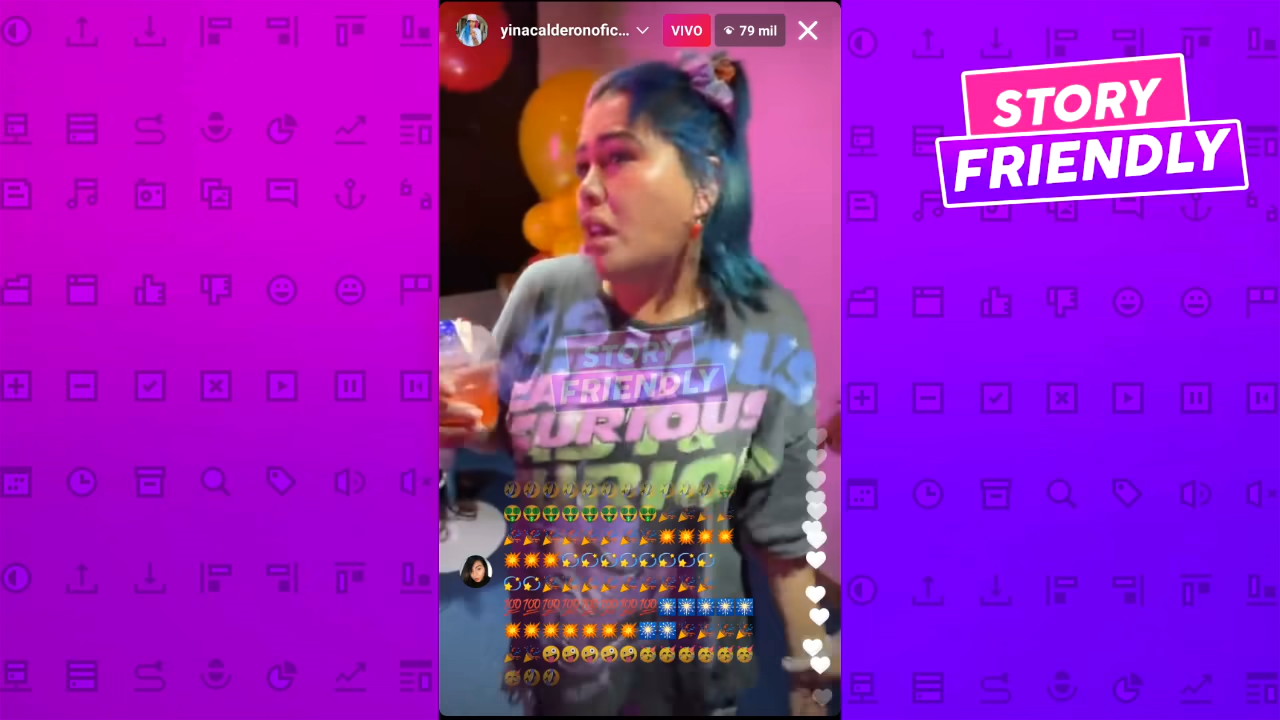 yinacalderonofic...
VIVO
79 mil
STORY
FRIENDLY
STORY
FRIENDLY
FURIOUS